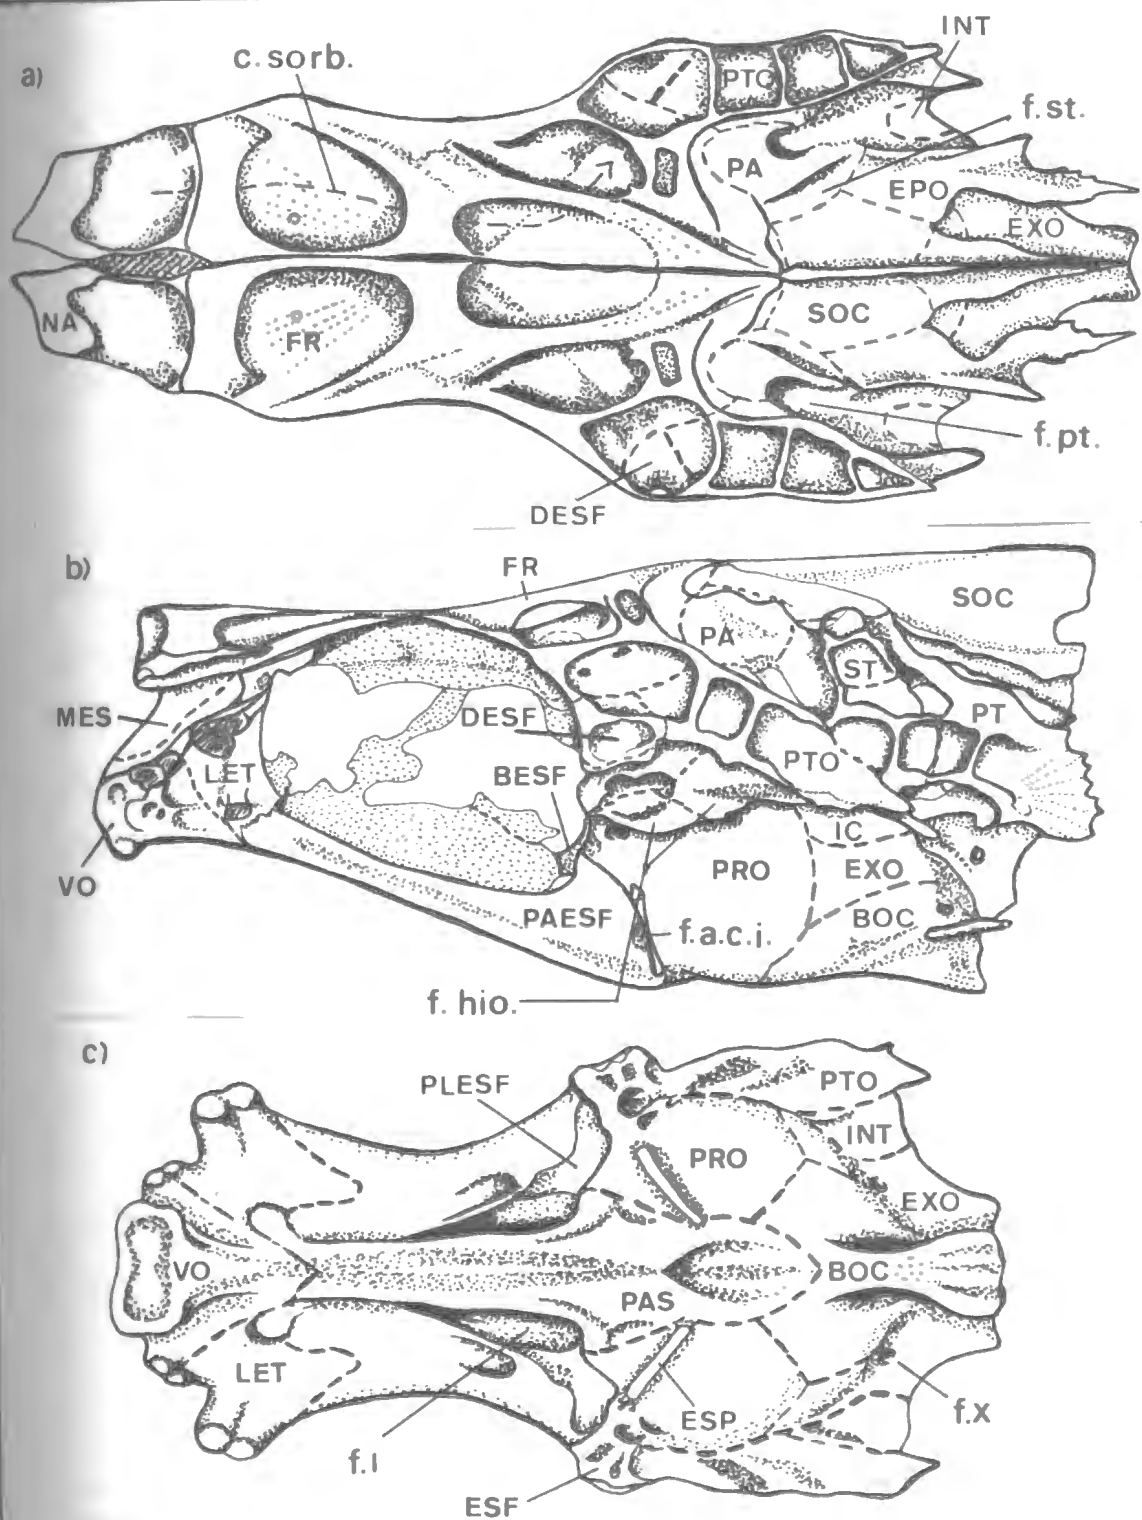 a)
c.sorb.
INT
PTO
f.st.
PA
EPO
EXO
NA
FR
SOC
f.pt.
DESF
b)
FR
SOC
PA
ST
MES
DESF
PT
LET
BESF
PTO
IC
VO
PRO
EXO
PAESF
f.a.c.i.
BOC
f. hio.
c)
PLESF
PTO
INT
PRO
EXO
VO
BOC
PAS
LET
ESP
f.X
f.I
ESF